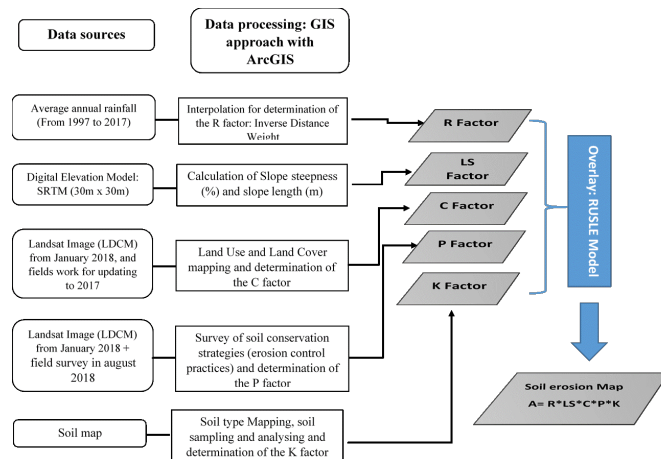 Data sources
Data processing: GIS
approach with
ArcGIS
Average annual rainfall
(From 1997 to 2017)
Interpolation for determination of
the R factor: Inverse Distance
Weight
R Factor
Digital Elevation Model:
SRTM (30m x 30m)
Calculation of Slope steepness
(%) and slope length (m)
LS
Factor
C Factor
Landsat Image (LDCM)
from January 2018, and
fields work for updating
to 2017
Land Use and Land Cover
mapping and determination of
the C factor
P Factor
K Factor
Overlay: RUSLE
Model
Landsat Image (LDCM)
from January 2018 +
field survey in august
2018
Survey of soil conservation
strategies (erosion control
practices) and determination of
the P factor
Soil erosion Map
A= R*LS*C*P*K
Soil map
Soil type Mapping, soil
sampling and analysing and
determination of the K factor